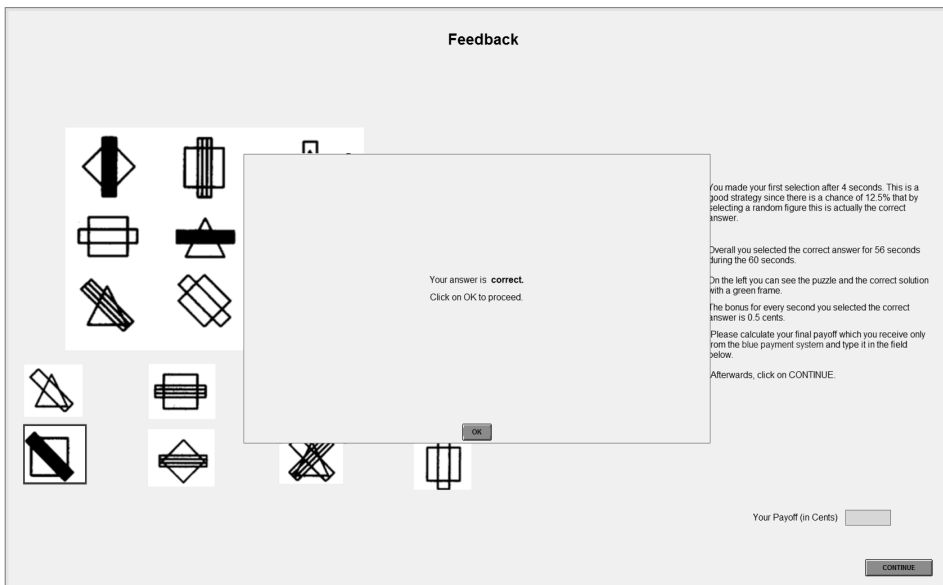 Feedback
You made your first selection after 4 seconds. This is a
good strategy since there is a chance of 12.5% that by
selecting a random figure this is actually the correct
answer.
Overall you selected the correct answer for 56 seconds
during the 60 seconds.
On the left you can see the puzzle and the correct solution
with a green frame.
The bonus for every second you selected the correct
answer is 0.5 cents.
Please calculate your final payoff which you receive only
from the blue payment system and type it in the field
below.
Afterwards, click on CONTINUE.
Your answer is correct.
Click on OK to proceed.
OK
Your Payoff (in Cents)
CONTINUE